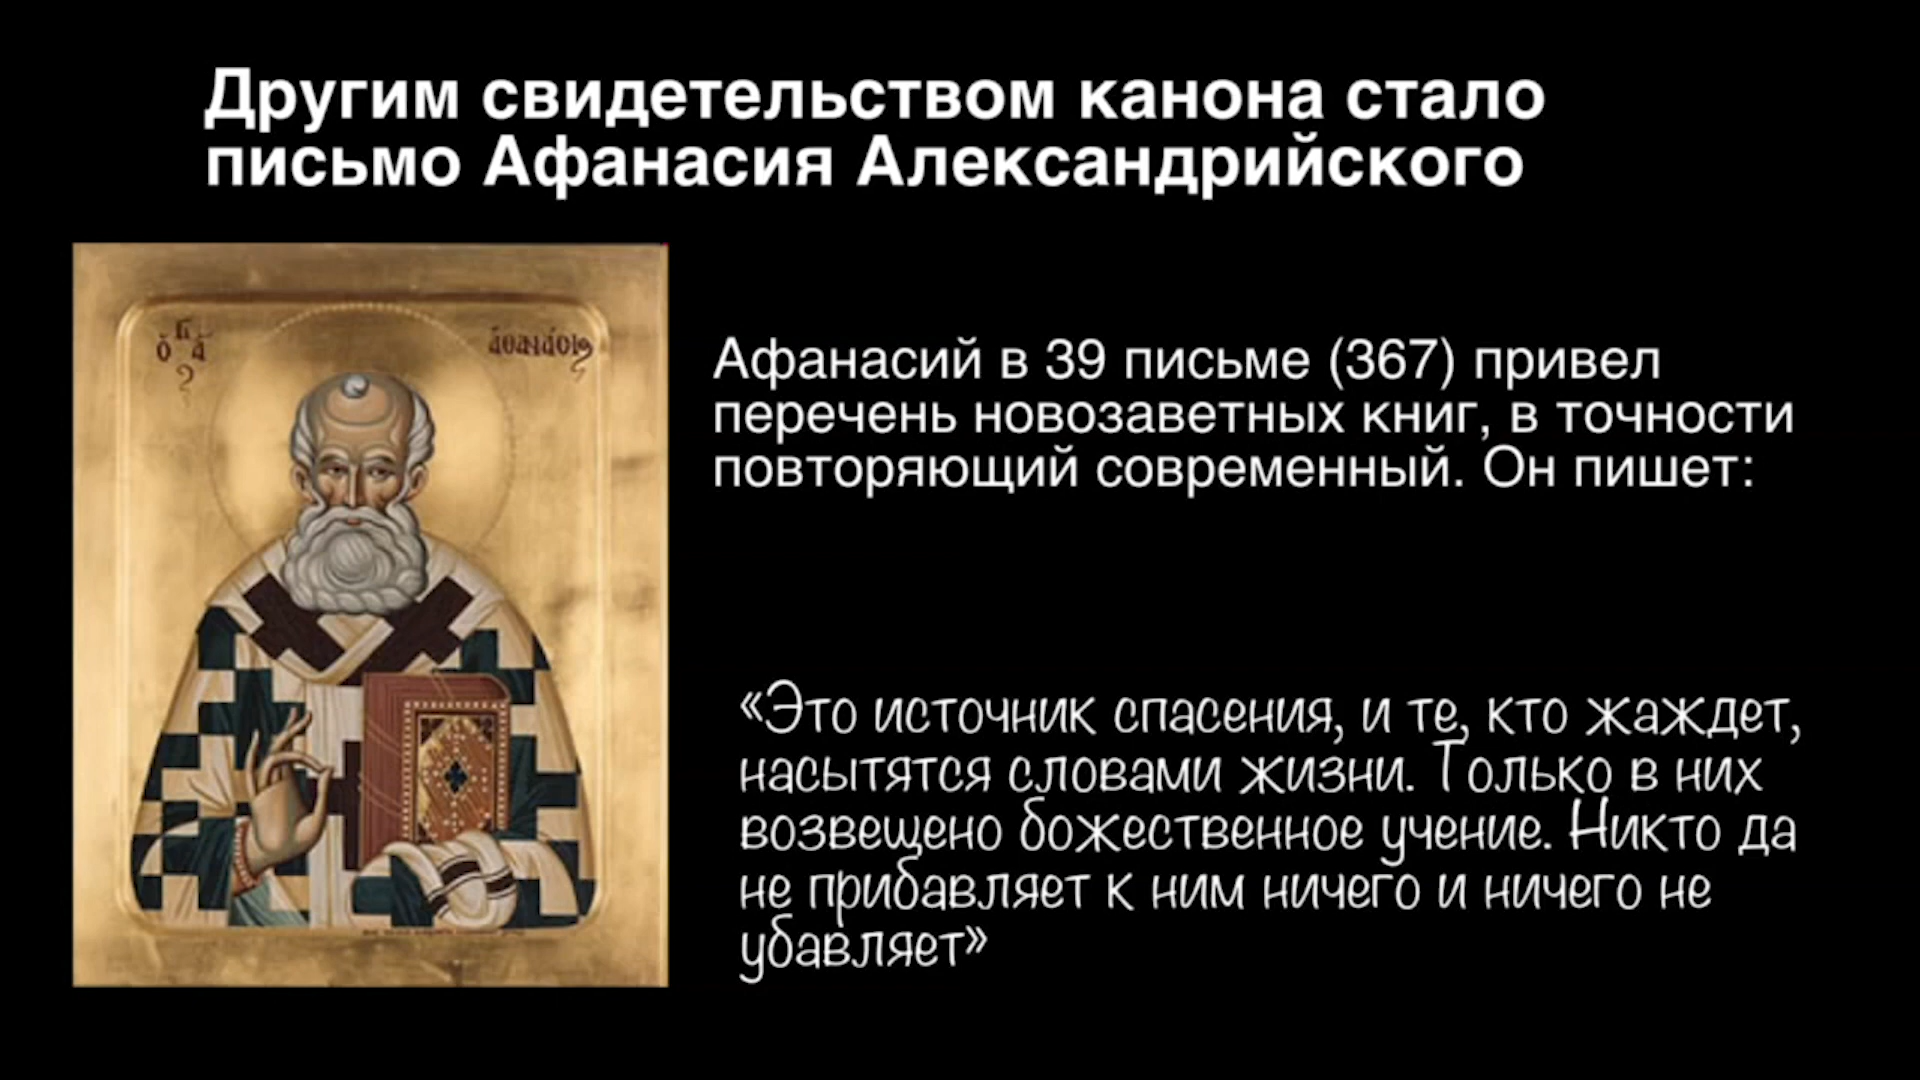 Другим свидетельством канона стало
письмо Афанасия Александрийского
ἀθανάσιος
Афанасий в 39 письме (367) привел
перечень новозаветных книг, в точности
повторяющий современный. Он пишет:
«Это источник спасения, и те, кто жаждет,
насытятся словами жизни. Только в них
возвещено божественное учение. Никто да
не прибавляет к ним ничего и ничего не
убавляет»